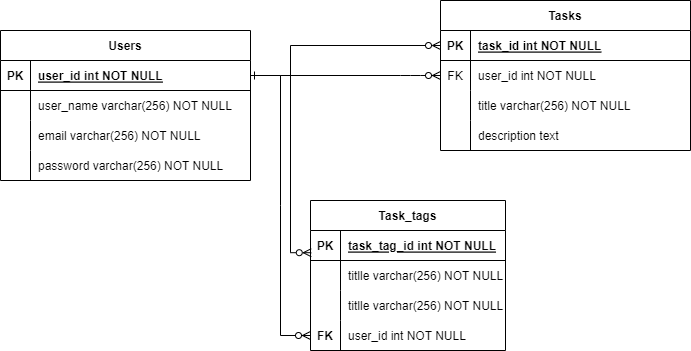 Users
PK user_id int NOT NULL
user_name varchar(256) NOT NULL
email varchar(256) NOT NULL
password varchar(256) NOT NULL
Tasks
PK task_id int NOT NULL
FK user_id int NOT NULL
title varchar(256) NOT NULL
description text
Task_tags
PK task_tag_id int NOT NULL
titlle varchar(256) NOT NULL
titlle varchar(256) NOT NULL
FK user_id int NOT NULL